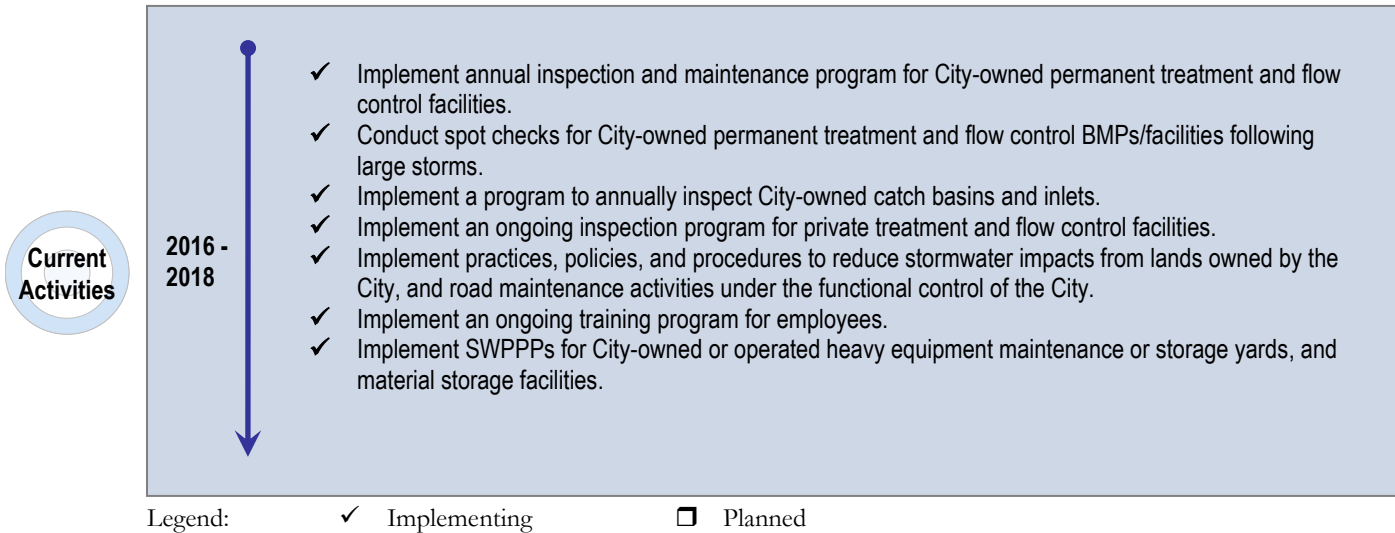 Current
Activities
2016 -
2018
✓ Implement annual inspection and maintenance program for City-owned permanent treatment and flow
control facilities.
✓ Conduct spot checks for City-owned permanent treatment and flow control BMPs/facilities following
large storms.
✓ Implement a program to annually inspect City-owned catch basins and inlets.
✓ Implement an ongoing inspection program for private treatment and flow control facilities.
✓ Implement practices, policies, and procedures to reduce stormwater impacts from lands owned by the
City, and road maintenance activities under the functional control of the City.
✓ Implement an ongoing training program for employees.
✓ Implement SWPPPs for City-owned or operated heavy equipment maintenance or storage yards, and
material storage facilities.
Legend: ✓ Implementing ❒ Planned